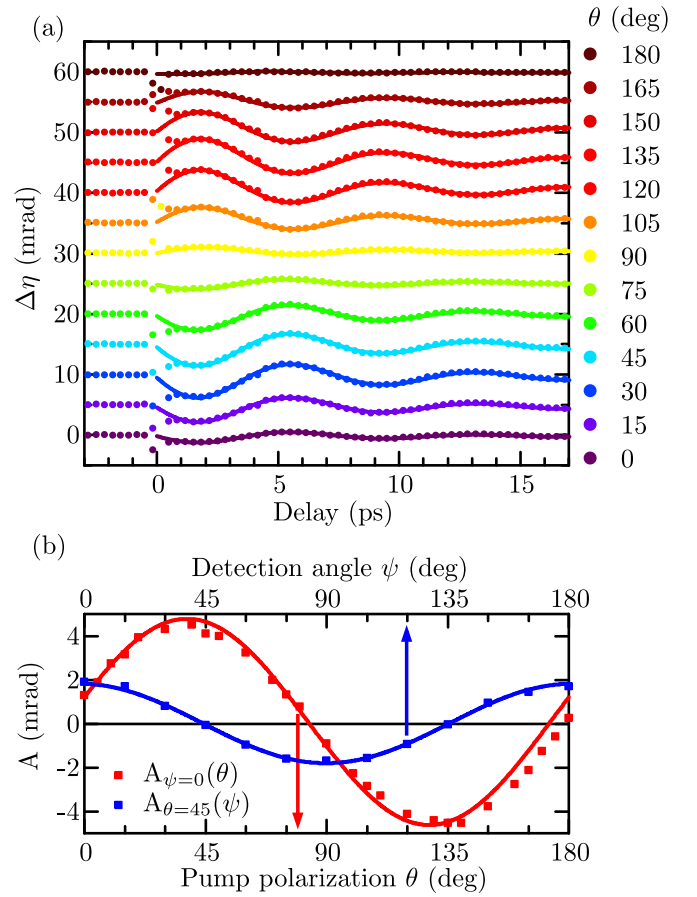 (a)
θ (deg)
180
165
150
135
120
105
90
75
60
45
30
15
0
Δη (mrad)
60
50
40
30
20
10
0
0 5 10 15
Delay (ps)
(b)
Detection angle ψ (deg)
0 45 90 135 180
A (mrad)
4
2
0
-2
-4
A_{ψ=0}(θ)
A_{θ=45}(ψ)
0 45 90 135 180
Pump polarization θ (deg)